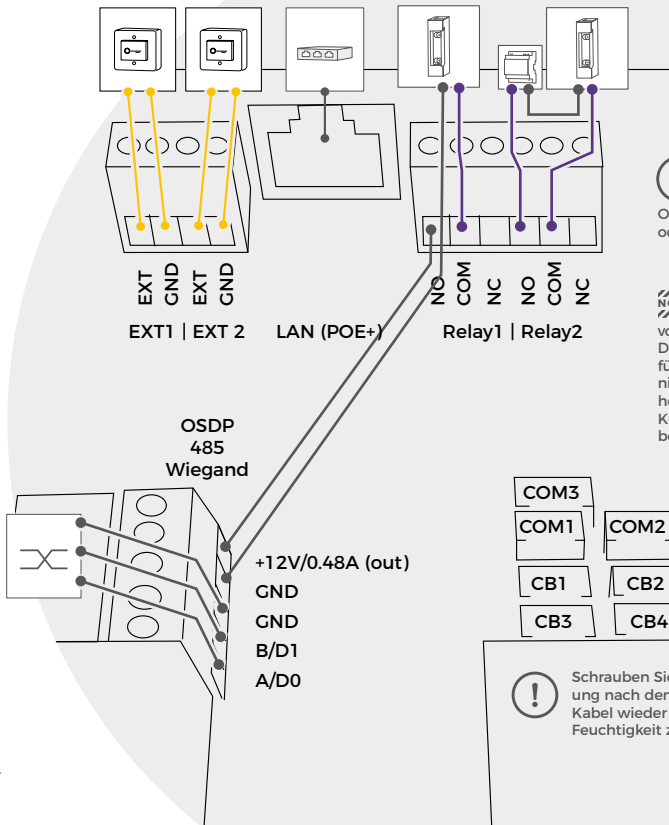 EXT
GND
EXT
GND
EXT1 | EXT 2
LAN (POE+)
NO
COM
NC
NO
COM
NC
Relay1 | Relay2
OSDP
485
Wiegand
+12V/0.48A (out)
GND
GND
B/D1
A/D0
COM3
COM1
COM2
CB1
CB2
CB3
CB4
!
Schrauben Sie
ung nach der
Kabel wieder
Feuchtigkeit